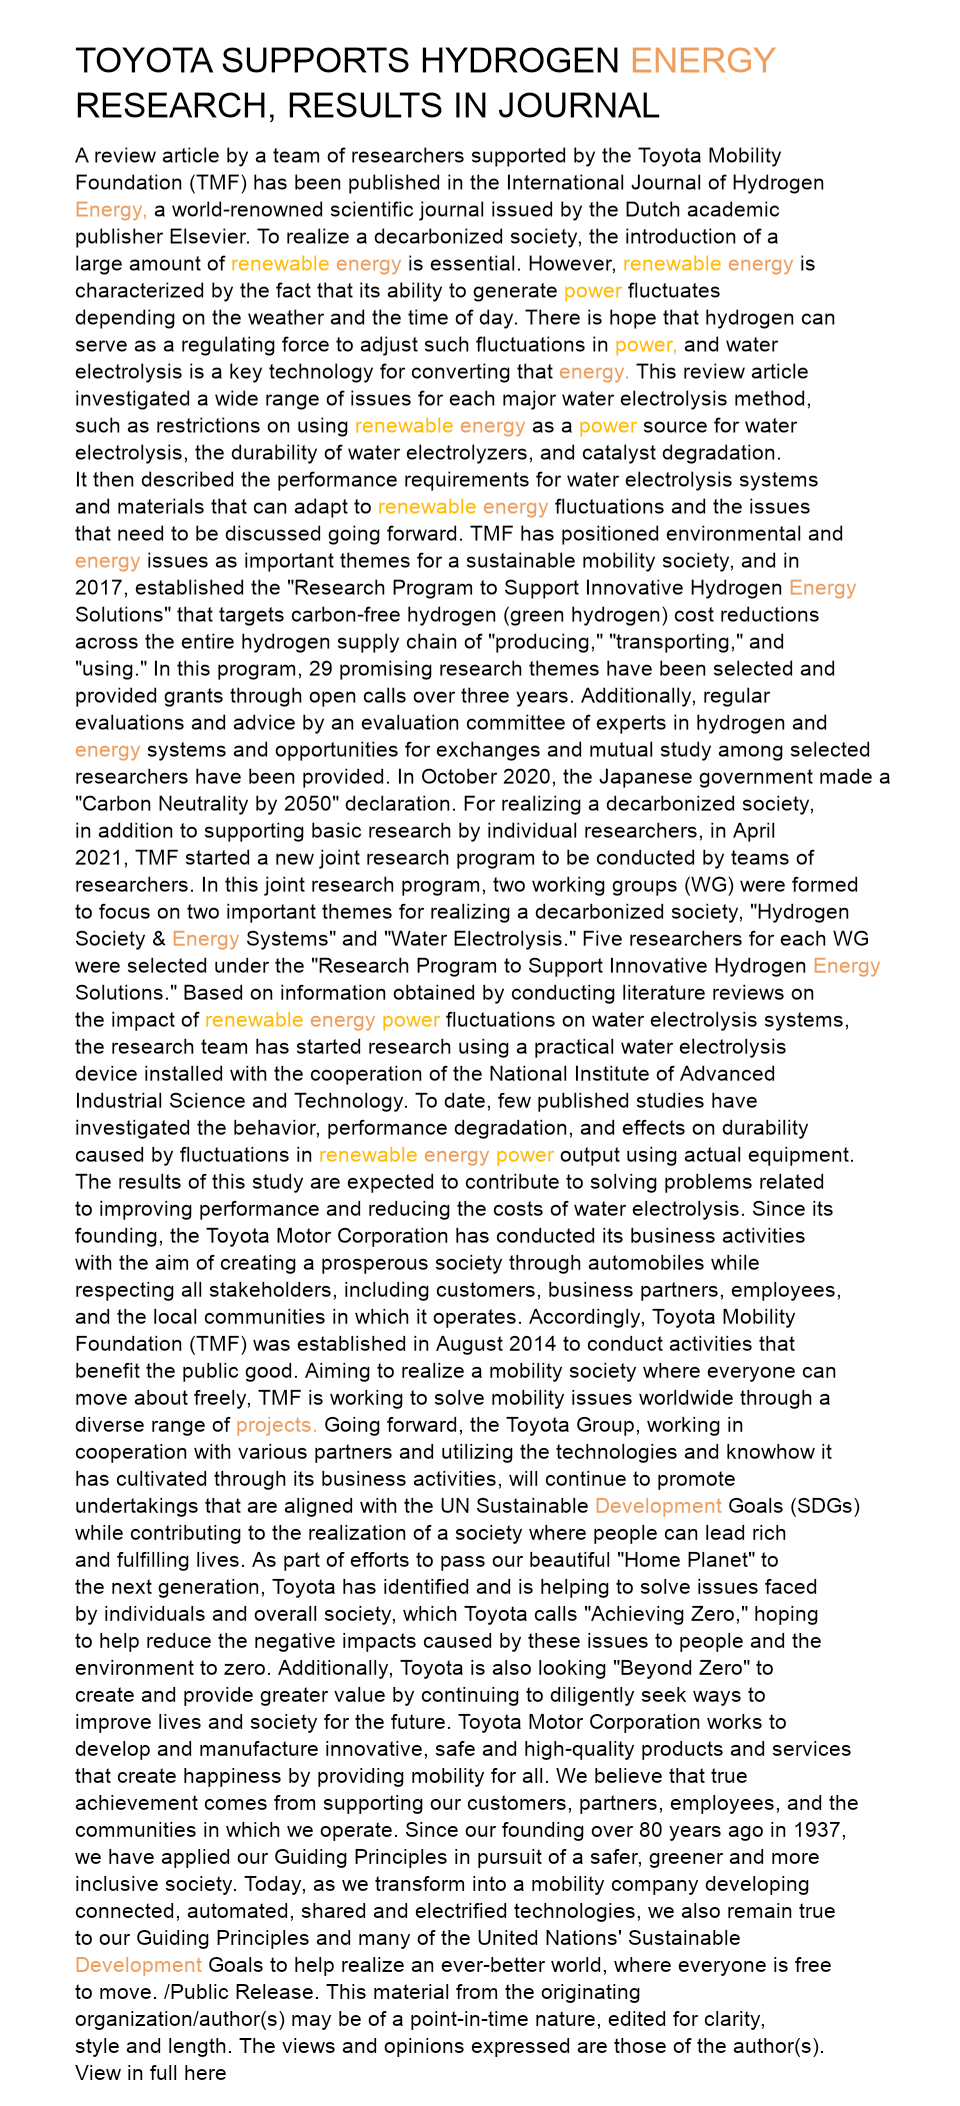 TOYOTA SUPPORTS HYDROGEN ENERGY
RESEARCH, RESULTS IN JOURNAL
A review article by a team of researchers supported by the Toyota Mobility
Foundation (TMF) has been published in the International Journal of Hydrogen
Energy, a world-renowned scientific journal issued by the Dutch academic
publisher Elsevier. To realize a decarbonized society, the introduction of a
large amount of renewable energy is essential. However, renewable energy is
characterized by the fact that its ability to generate power fluctuates
depending on the weather and the time of day. There is hope that hydrogen can
serve as a regulating force to adjust such fluctuations in power, and water
electrolysis is a key technology for converting that energy. This review article
investigated a wide range of issues for each major water electrolysis method,
such as restrictions on using renewable energy as a power source for water
electrolysis, the durability of water electrolyzers, and catalyst degradation.
It then described the performance requirements for water electrolysis systems
and materials that can adapt to renewable energy fluctuations and the issues
that need to be discussed going forward. TMF has positioned environmental and
energy issues as important themes for a sustainable mobility society, and in
2017, established the "Research Program to Support Innovative Hydrogen Energy
Solutions" that targets carbon-free hydrogen (green hydrogen) cost reductions
across the entire hydrogen supply chain of "producing," "transporting," and
"using." In this program, 29 promising research themes have been selected and
provided grants through open calls over three years. Additionally, regular
evaluations and advice by an evaluation committee of experts in hydrogen and
energy systems and opportunities for exchanges and mutual study among selected
researchers have been provided. In October 2020, the Japanese government made a
"Carbon Neutrality by 2050" declaration. For realizing a decarbonized society,
in addition to supporting basic research by individual researchers, in April
2021, TMF started a new joint research program to be conducted by teams of
researchers. In this joint research program, two working groups (WG) were formed
to focus on two important themes for realizing a decarbonized society, "Hydrogen
Society & Energy Systems" and "Water Electrolysis." Five researchers for each WG
were selected under the "Research Program to Support Innovative Hydrogen Energy
Solutions." Based on information obtained by conducting literature reviews on
the impact of renewable energy power fluctuations on water electrolysis systems,
the research team has started research using a practical water electrolysis
device installed with the cooperation of the National Institute of Advanced
Industrial Science and Technology. To date, few published studies have
investigated the behavior, performance degradation, and effects on durability
caused by fluctuations in renewable energy power output using actual equipment.
The results of this study are expected to contribute to solving problems related
to improving performance and reducing the costs of water electrolysis. Since its
founding, the Toyota Motor Corporation has conducted its business activities
with the aim of creating a prosperous society through automobiles while
respecting all stakeholders, including customers, business partners, employees,
and the local communities in which it operates. Accordingly, Toyota Mobility
Foundation (TMF) was established in August 2014 to conduct activities that
benefit the public good. Aiming to realize a mobility society where everyone can
move about freely, TMF is working to solve mobility issues worldwide through a
diverse range of projects. Going forward, the Toyota Group, working in
cooperation with various partners and utilizing the technologies and knowhow it
has cultivated through its business activities, will continue to promote
undertakings that are aligned with the UN Sustainable Development Goals (SDGs)
while contributing to the realization of a society where people can lead rich
and fulfilling lives. As part of efforts to pass our beautiful "Home Planet" to
the next generation, Toyota has identified and is helping to solve issues faced
by individuals and overall society, which Toyota calls "Achieving Zero," hoping
to help reduce the negative impacts caused by these issues to people and the
environment to zero. Additionally, Toyota is also looking "Beyond Zero" to
create and provide greater value by continuing to diligently seek ways to
improve lives and society for the future. Toyota Motor Corporation works to
develop and manufacture innovative, safe and high-quality products and services
that create happiness by providing mobility for all. We believe that true
achievement comes from supporting our customers, partners, employees, and the
communities in which we operate. Since our founding over 80 years ago in 1937,
we have applied our Guiding Principles in pursuit of a safer, greener and more
inclusive society. Today, as we transform into a mobility company developing
connected, automated, shared and electrified technologies, we also remain true
to our Guiding Principles and many of the United Nations' Sustainable
Development Goals to help realize an ever-better world, where everyone is free
to move. /Public Release. This material from the originating
organization/author(s) may be of a point-in-time nature, edited for clarity,
style and length. The views and opinions expressed are those of the author(s).
View in full here